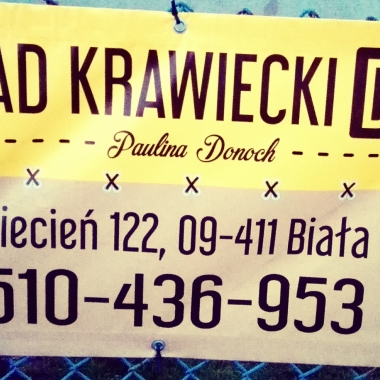 AD KRAWIECKI D
Paulina Donoch
x x x x x
iecień 122, 09-411 Biała
510-436-953